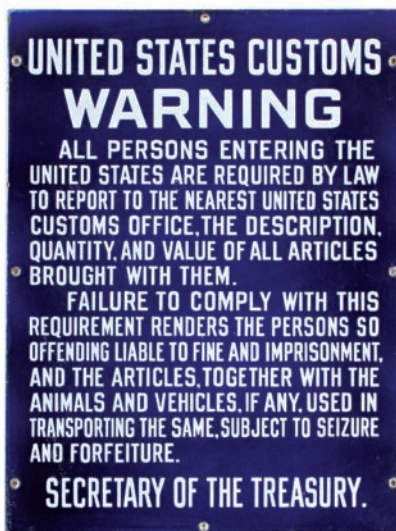 UNITED STATES CUSTOMS
WARNING
ALL PERSONS ENTERING THE
UNITED STATES ARE REQUIRED BY LAW
TO REPORT TO THE NEAREST UNITED STATES
CUSTOMS OFFICE, THE DESCRIPTION,
QUANTITY, AND VALUE OF ALL ARTICLES
BROUGHT WITH THEM.
FAILURE TO COMPLY WITH THIS
REQUIREMENT RENDERS THE PERSONS SO
OFFENDING LIABLE TO FINE AND IMPRISONMENT,
AND THE ARTICLES, TOGETHER WITH THE
ANIMALS AND VEHICLES, IF ANY, USED IN
TRANSPORTING THE SAME, SUBJECT TO SEIZURE
AND FORFEITURE.
SECRETARY OF THE TREASURY.